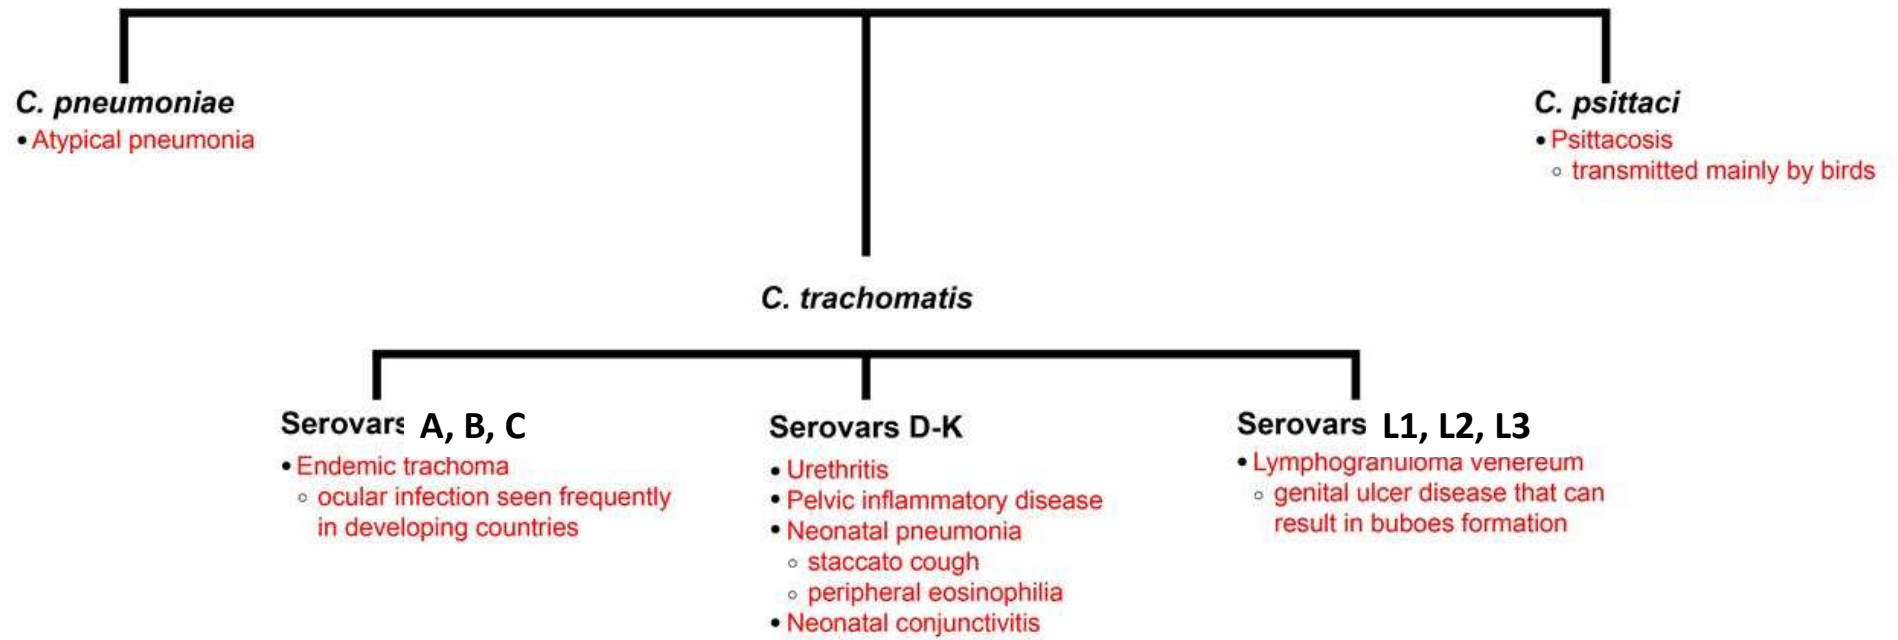 C. pneumoniae
• Atypical pneumonia
C. psittaci
• Psittacosis
◦ transmitted mainly by birds
C. trachomatis
Serovars A, B, C
• Endemic trachoma
◦ ocular infection seen frequently
in developing countries
Serovars D-K
• Urethritis
• Pelvic inflammatory disease
• Neonatal pneumonia
◦ staccato cough
◦ peripheral eosinophilia
• Neonatal conjunctivitis
Serovars L1, L2, L3
• Lymphogranuloma venereum
◦ genital ulcer disease that can
result in buboes formation